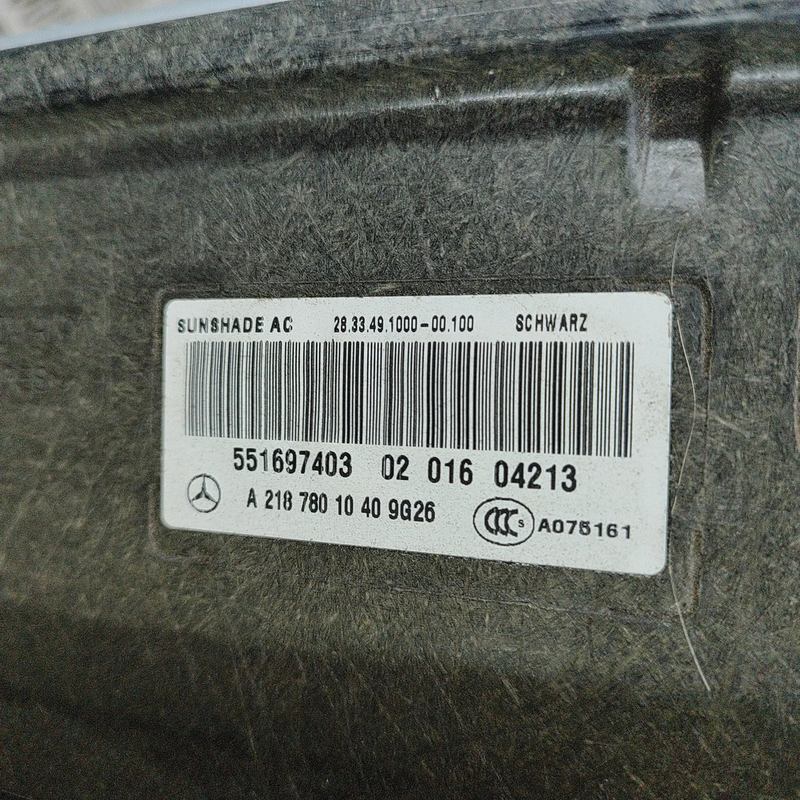 SUNSHADE AC 28.33.49.1000-00.100 SCHWARZ
551697403 02 016 04213
A 218 780 10 40 9G26 CCC S A075161